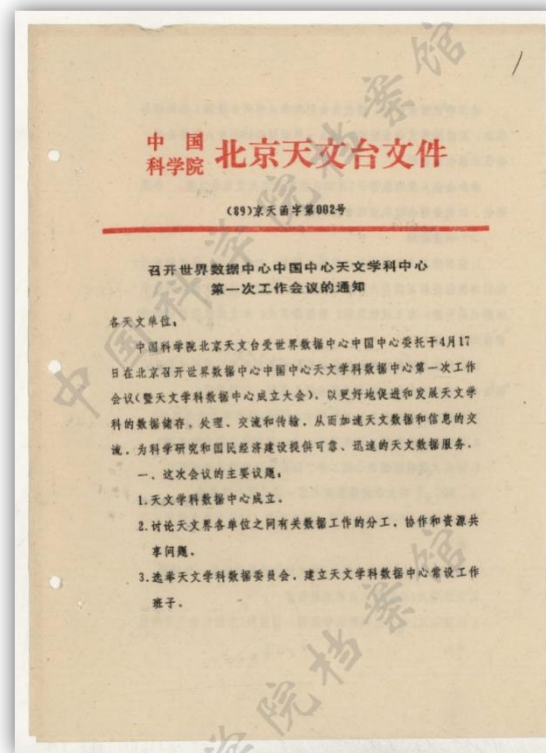 1
中国
科学院 北京天文台文件
(89)京天函字第002号
召开世界数据中心中国中心天文学科中心
第一次工作会议的通知
各天文单位:
中国科学院北京天文台受世界数据中心中国中心委托于4月17
日在北京召开世界数据中心中国中心天文学科数据中心第一次工作
会议(暨天文学科数据中心成立大会),以更好地促进和发展天文学
科的数据储存、处理、交流和传输,从而加速天文数据和信息的交
流,为科学研究和国民经济建设提供可靠、迅速的天文数据服务。
一、这次会议的主要议题:
1.天文学科数据中心成立。
2.讨论天文界各单位之间有关数据工作的分工,协作和资源共
享问题。
3.选举天文学科数据委员会,建立天文学科数据中心常设工作
班子。
中国科学院档案馆
学院档案馆